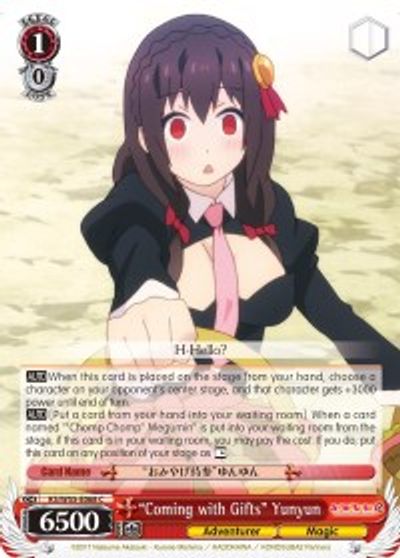 1
0
H-Hello?
AUTO When this card is placed on the stage from your hand, choose a
character on your opponent's center stage, and that character gets +3000
power until end of turn.
AUTO [Put a card from your hand into your waiting room] When a card
named "Chomp Chomp" Megumin" is put into your waiting room from the
stage, if this card is in your waiting room, you may pay the cost. If you do, put
this card on any position on your stage as
Card Name
"おみやげ持参"ゆんゆん
"Coming with Gifts" Yunyun
6500
Adventurer
Magic